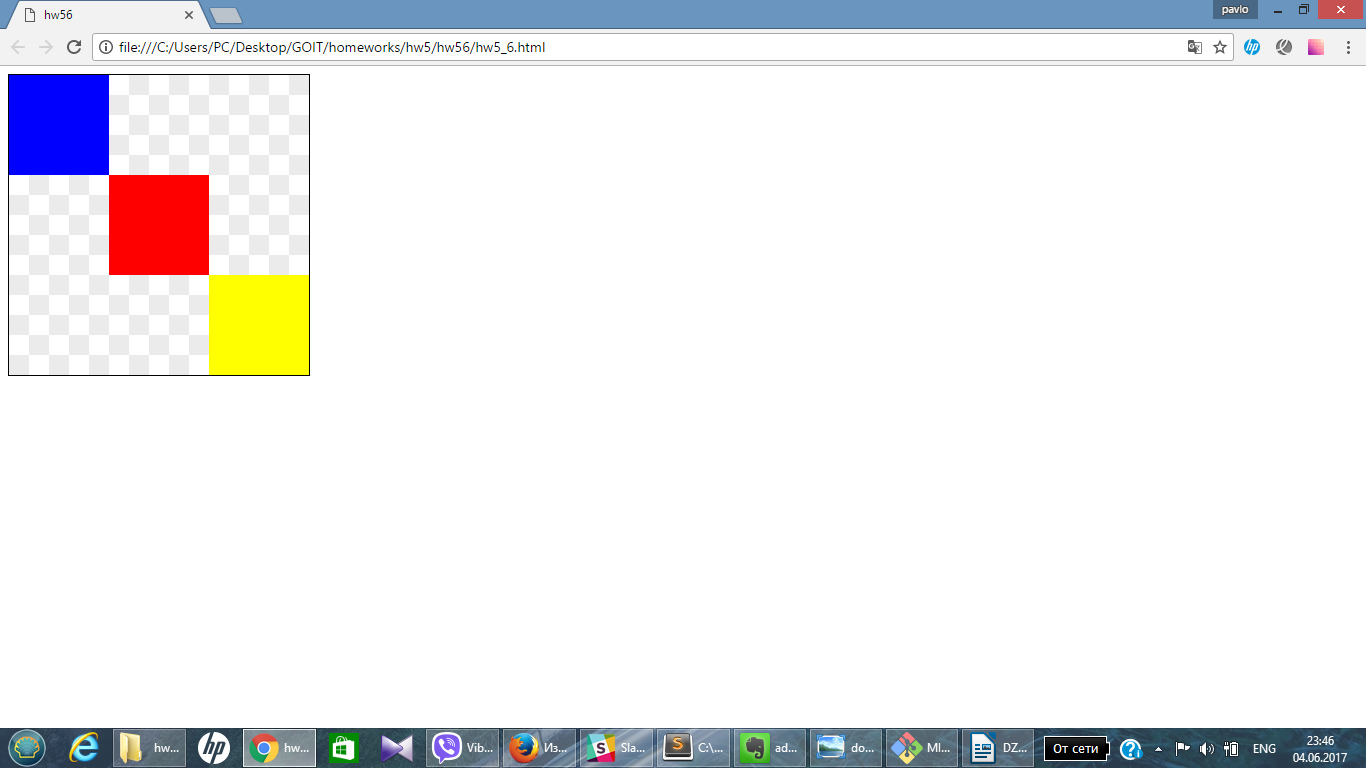 hw56
pavlo
file:///C:/Users/PC/Desktop/GOIT/homeworks/hw5/hw56/hw5_6.html
hw...
hw...
Vib...
Из...
Sla...
C:\...
ad...
do...
MI...
DZ...
От сети
ENG
23:46
04.06.2017